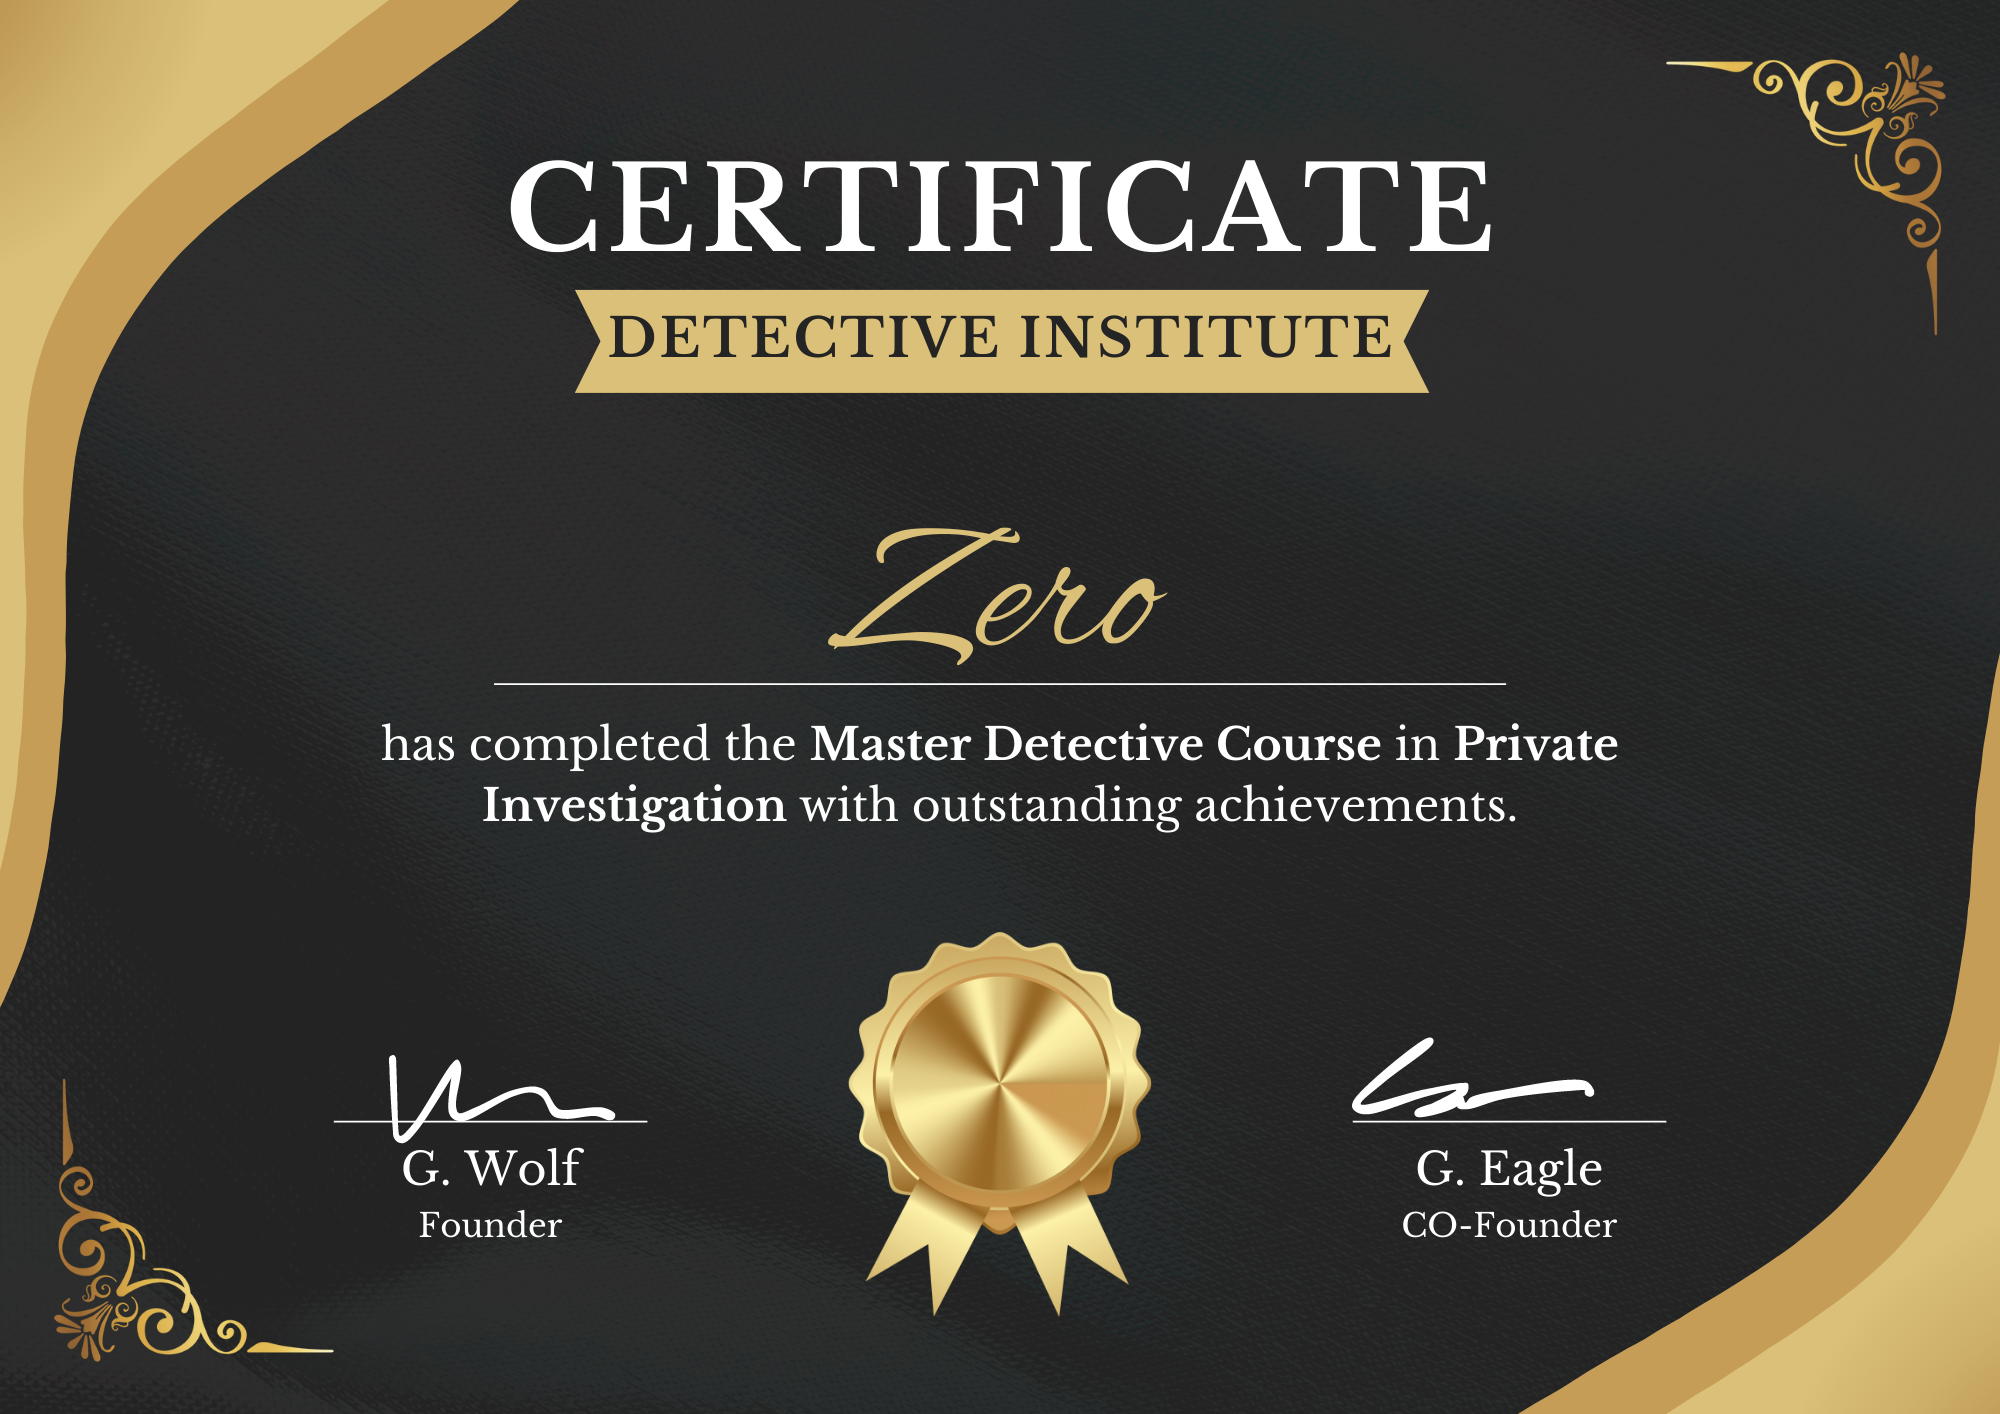 CERTIFICATE
DETECTIVE INSTITUTE
Zero
has completed the Master Detective Course in Private
Investigation with outstanding achievements.
G. Wolf
Founder
G. Eagle
CO-Founder